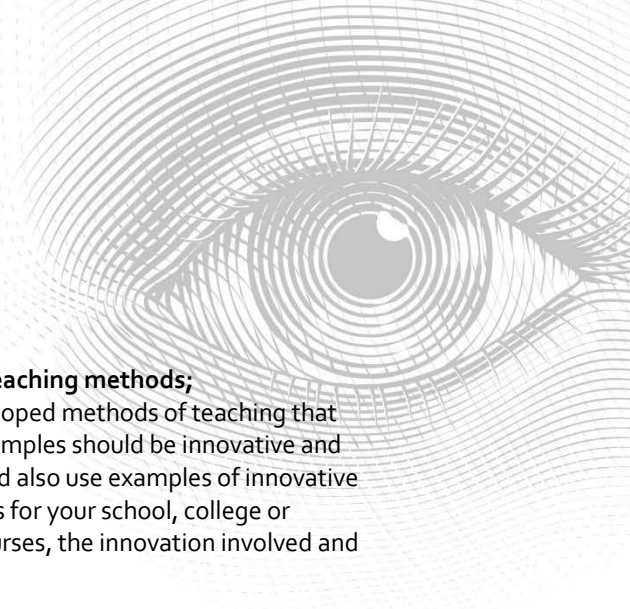 eaching methods;
oped methods of teaching that
mples should be innovative and
d also use examples of innovative
s for your school, college or
urses, the innovation involved and